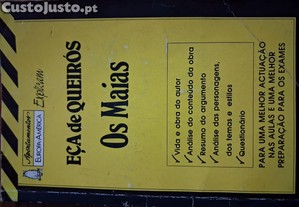 CustoJusto.pt
Apontamentos
EUROPA-AMÉRICA
Explicam
EÇA de QUEIRÓS
Os Maias
✓ Vida e obra do autor
✓ Análise do conteúdo da obra
✓ Resumo do argumento
✓ Análise das personagens,
dos temas e estilos
✓ Questionário
PARA UMA MELHOR ACTUAÇÃO
NAS AULAS E UMA MELHOR
PREPARAÇÃO PARA OS EXAMES